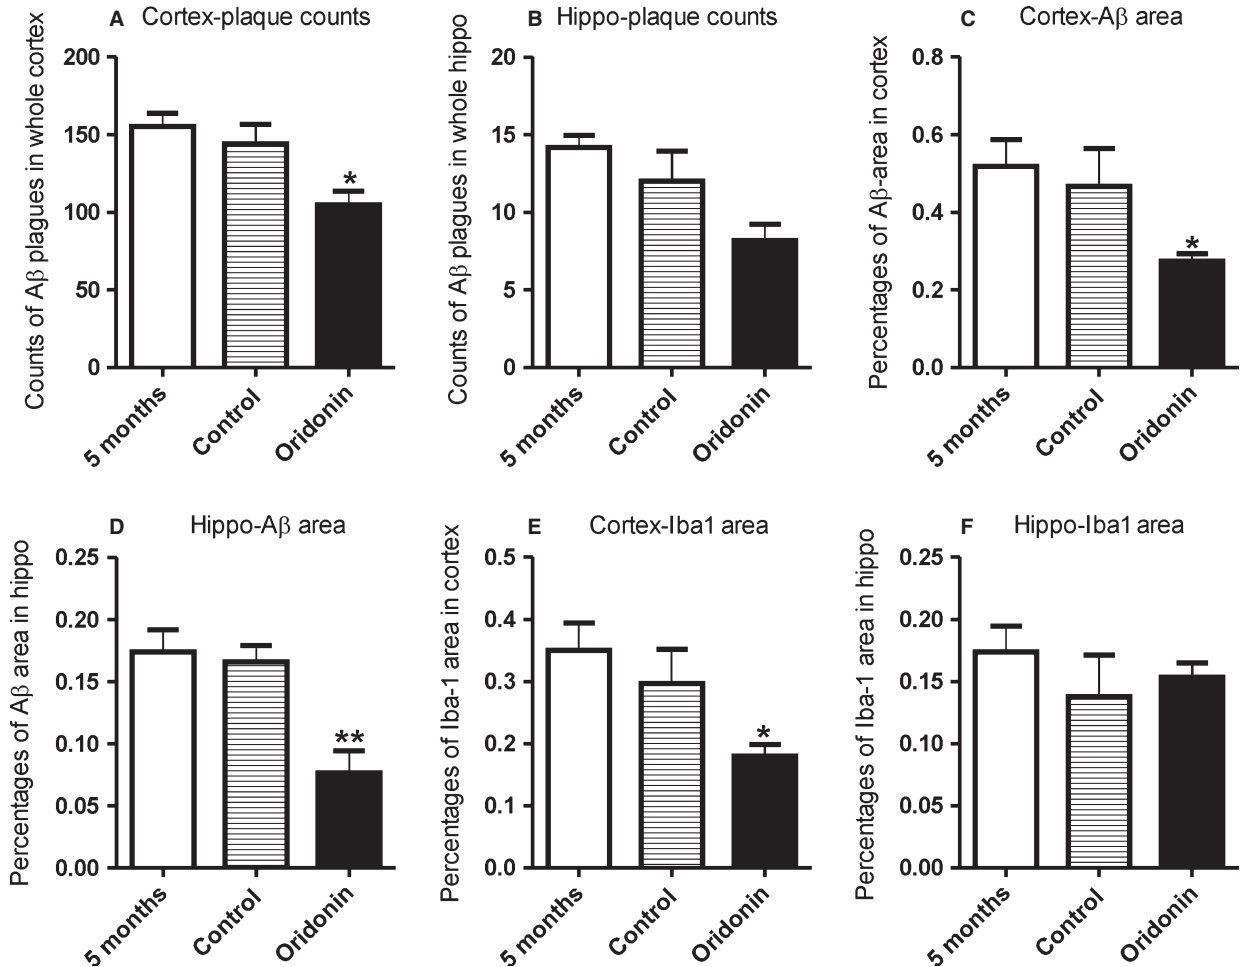 A Cortex-plaque counts
Counts of Aβ plagues in whole cortex
200
150
100
50
0
*
5 months
Control
Oridonin
B Hippo-plaque counts
Counts of Aβ plagues in whole hippo
20
15
10
5
0
5 months
Control
Oridonin
C Cortex-Aβ area
Percentages of Aβ-area in cortex
0.8
0.6
0.4
0.2
0.0
*
5 months
Control
Oridonin
D Hippo-Aβ area
Percentages of Aβ area in hippo
0.25
0.20
0.15
0.10
0.05
0.00
**
5 months
Control
Oridonin
E Cortex-Iba1 area
Percentages of Iba-1 area in cortex
0.5
0.4
0.3
0.2
0.1
0.0
*
5 months
Control
Oridonin
F Hippo-Iba1 area
Percentages of Iba-1 area in hippo
0.25
0.20
0.15
0.10
0.05
0.00
5 months
Control
Oridonin